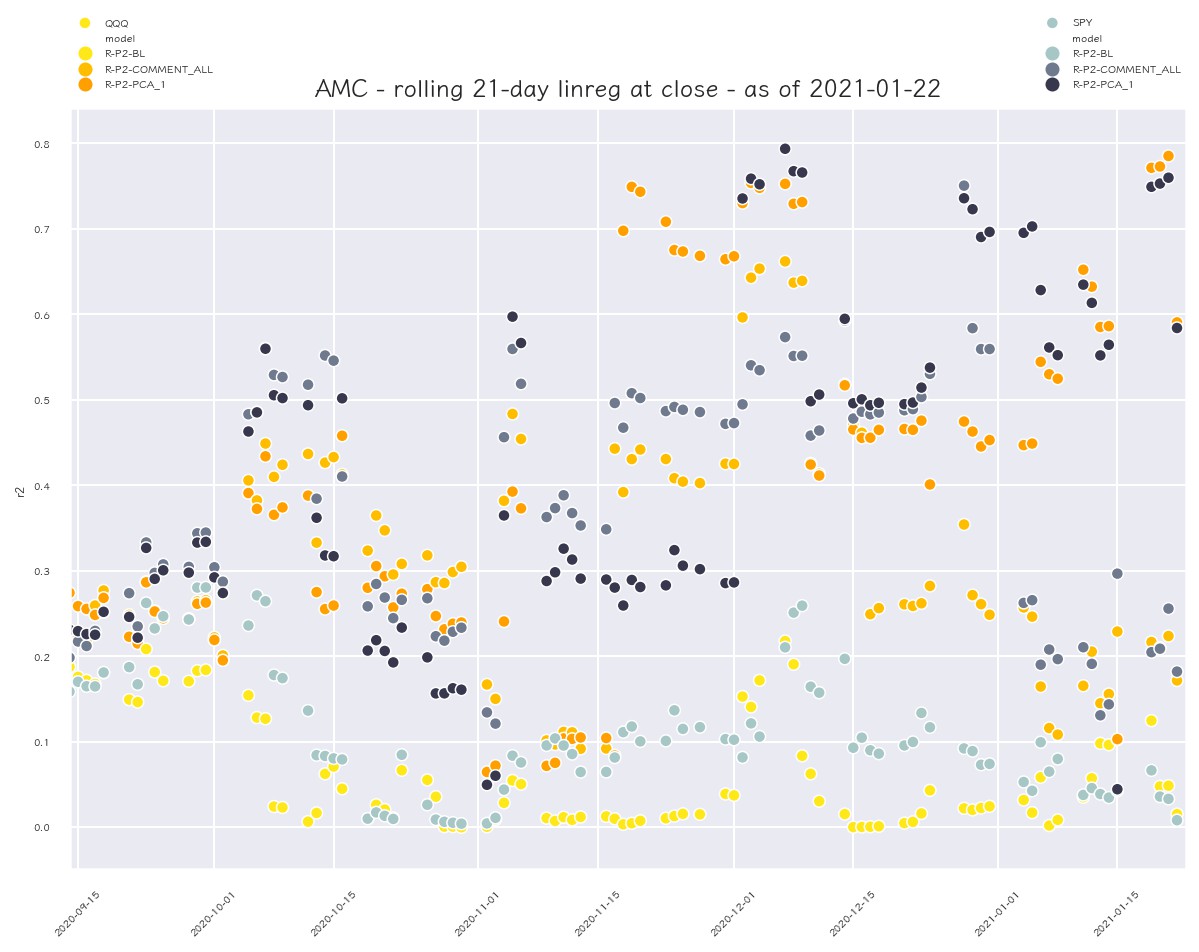 QQQ
model
R-P2-BL
R-P2-COMMENT_ALL
R-P2-PCA_1
SPY
model
R-P2-BL
R-P2-COMMENT_ALL
R-P2-PCA_1
AMC - rolling 21-day linreg at close - as of 2021-01-22
r2
0.8
0.7
0.6
0.5
0.4
0.3
0.2
0.1
0.0
2020-09-15
2020-10-01
2020-10-15
2020-11-01
2020-11-15
2020-12-01
2020-12-15
2021-01-01
2021-01-15